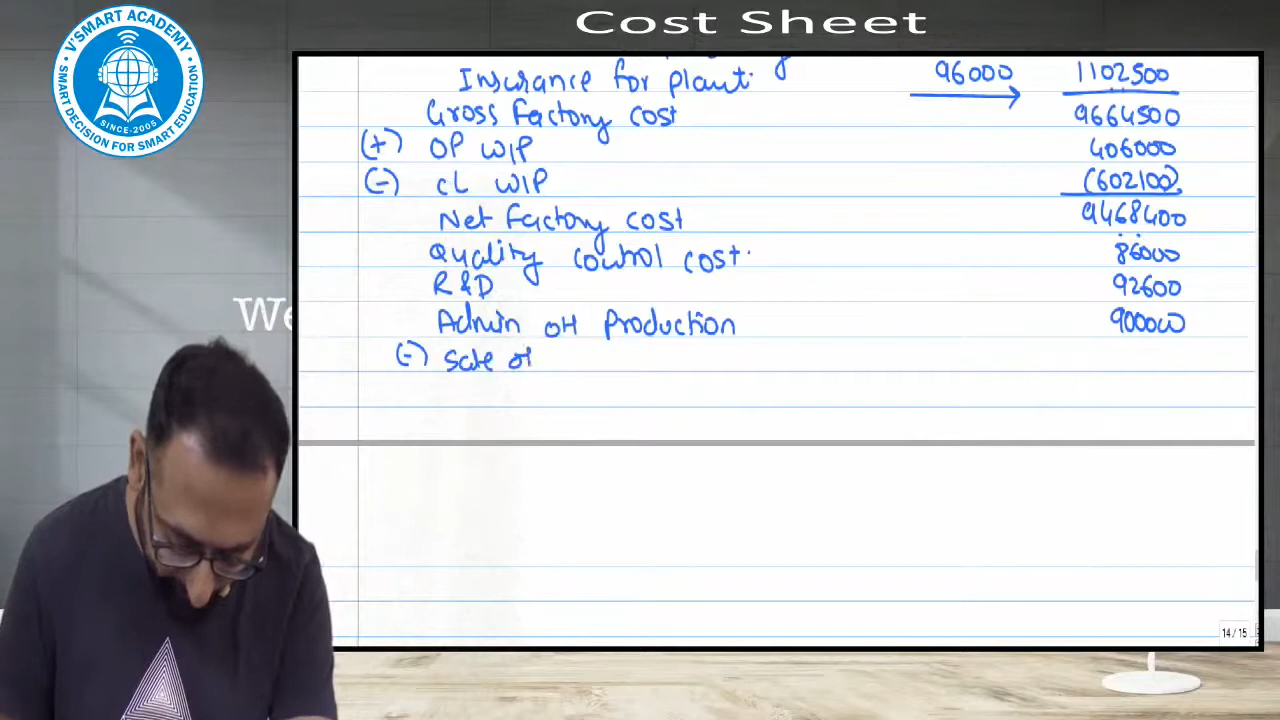 Cost Sheet
V'SMART ACADEMY
SMART DECISION FOR SMART EDUCATION
SINCE-2005
Insurance for plant 96000 1102500
Gross Factory cost 9664500
(+) OP WIP 406000
(-) CL WIP (602100)
Net Factory cost 9468400
Quality control cost. 86000
R&D 92600
Admin OH Production 900000
(-) Sale of
We
14 / 15